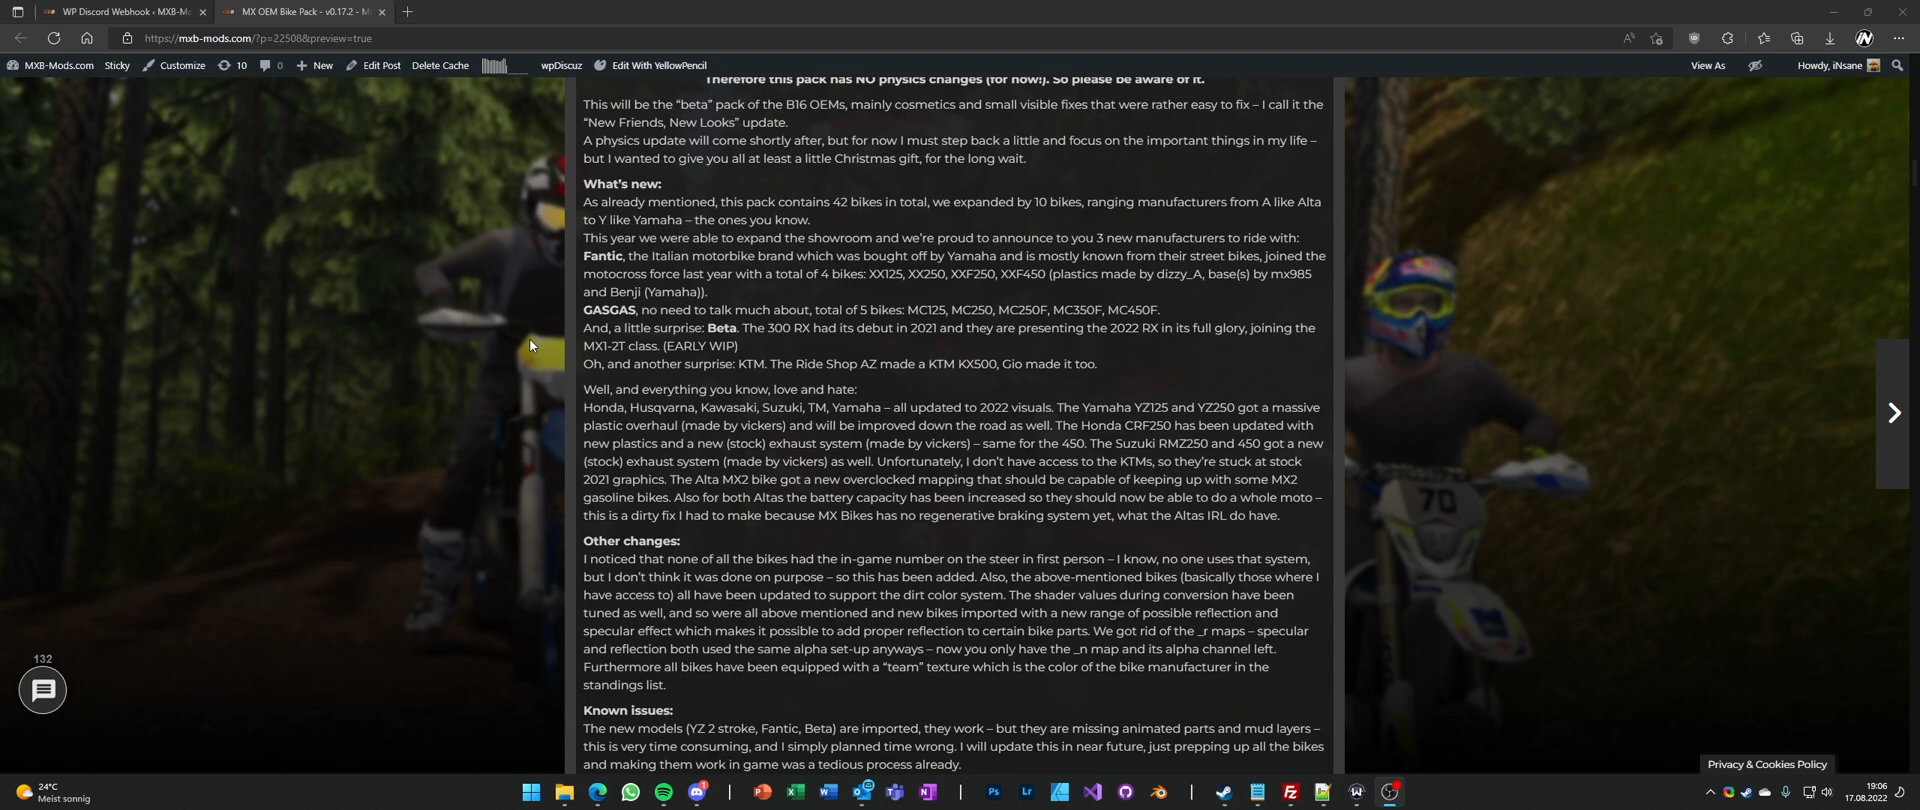 WP Discord Webhook ‹ MXB-Mo
MX OEM Bike Pack - v0.17.2 - M
https://mxb-mods.com/?p=22508&preview=true
MXB-Mods.com Sticky Customize 10 0 New Edit Post Delete Cache wpDiscuz Edit With YellowPencil View As Howdy, iNsane
Therefore this pack has NO physics changes (for now!). So please be aware of it.
This will be the “beta” pack of the B16 OEMs, mainly cosmetics and small visible fixes that were rather easy to fix – I call it the
“New Friends, New Looks” update.
A physics update will come shortly after, but for now I must step back a little and focus on the important things in my life –
but I wanted to give you all at least a little Christmas gift, for the long wait.
What’s new:
As already mentioned, this pack contains 42 bikes in total, we expanded by 10 bikes, ranging manufacturers from A like Alta
to Y like Yamaha – the ones you know.
This year we were able to expand the showroom and we’re proud to announce to you 3 new manufacturers to ride with:
Fantic, the Italian motorbike brand which was bought off by Yamaha and is mostly known from their street bikes, joined the
motocross force last year with a total of 4 bikes: XX125, XX250, XXF250, XXF450 (plastics made by dizzy_A, base(s) by mx985
and Benji (Yamaha)).
GASGAS, no need to talk much about, total of 5 bikes: MC125, MC250, MC250F, MC350F, MC450F.
And, a little surprise: Beta. The 300 RX had its debut in 2021 and they are presenting the 2022 RX in its full glory, joining the
MX1-2T class. (EARLY WIP)
Oh, and another surprise: KTM. The Ride Shop AZ made a KTM KX500, Gio made it too.
Well, and everything you know, love and hate:
Honda, Husqvarna, Kawasaki, Suzuki, TM, Yamaha – all updated to 2022 visuals. The Yamaha YZ125 and YZ250 got a massive
plastic overhaul (made by vickers) and will be improved down the road as well. The Honda CRF250 has been updated with
new plastics and a new (stock) exhaust system (made by vickers) – same for the 450. The Suzuki RMZ250 and 450 got a new
(stock) exhaust system (made by vickers) as well. Unfortunately, I don’t have access to the KTMs, so they’re stuck at stock
2021 graphics. The Alta MX2 bike got a new overclocked mapping that should be capable of keeping up with some MX2
gasoline bikes. Also for both Altas the battery capacity has been increased so they should now be able to do a whole moto –
this is a dirty fix I had to make because MX Bikes has no regenerative braking system yet, what the Altas IRL do have.
Other changes:
I noticed that none of all the bikes had the in-game number on the steer in first person – I know, no one uses that system,
but I don’t think it was done on purpose – so this has been added. Also, the above-mentioned bikes (basically those where I
have access to) all have been updated to support the dirt color system. The shader values during conversion have been
tuned as well, and so were all above mentioned and new bikes imported with a new range of possible reflection and
specular effect which makes it possible to add proper reflection to certain bike parts. We got rid of the _r maps – specular
and reflection both used the same alpha set-up anyways – now you only have the _n map and its alpha channel left.
Furthermore all bikes have been equipped with a “team” texture which is the color of the bike manufacturer in the
standings list.
Known issues:
The new models (YZ 2 stroke, Fantic, Beta) are imported, they work – but they are missing animated parts and mud layers –
this is very time consuming, and I simply planned time wrong. I will update this in near future, just prepping up all the bikes
and making them work in game was a tedious process already.
70
132
Privacy & Cookies Policy
24°C
Meist sonnig
19:06
17.08.2022